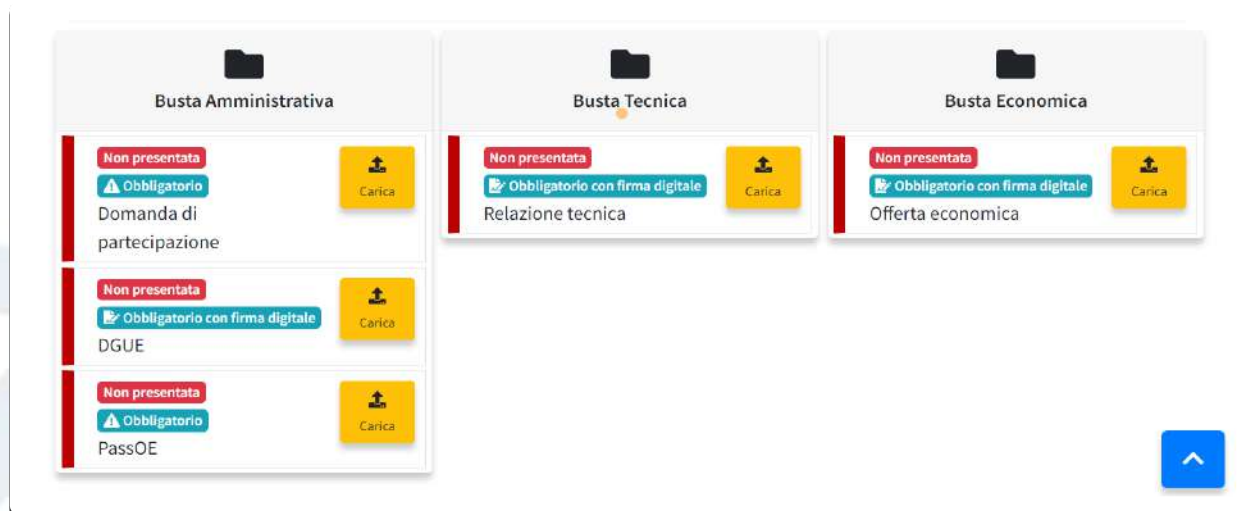 Busta Amministrativa
Non presentata
Obbligatorio
Carica
Domanda di
partecipazione
Non presentata
Obbligatorio con firma digitale
Carica
DGUE
Non presentata
Obbligatorio
Carica
PassOE
Busta Tecnica
Non presentata
Obbligatorio con firma digitale
Carica
Relazione tecnica
Busta Economica
Non presentata
Obbligatorio con firma digitale
Carica
Offerta economica